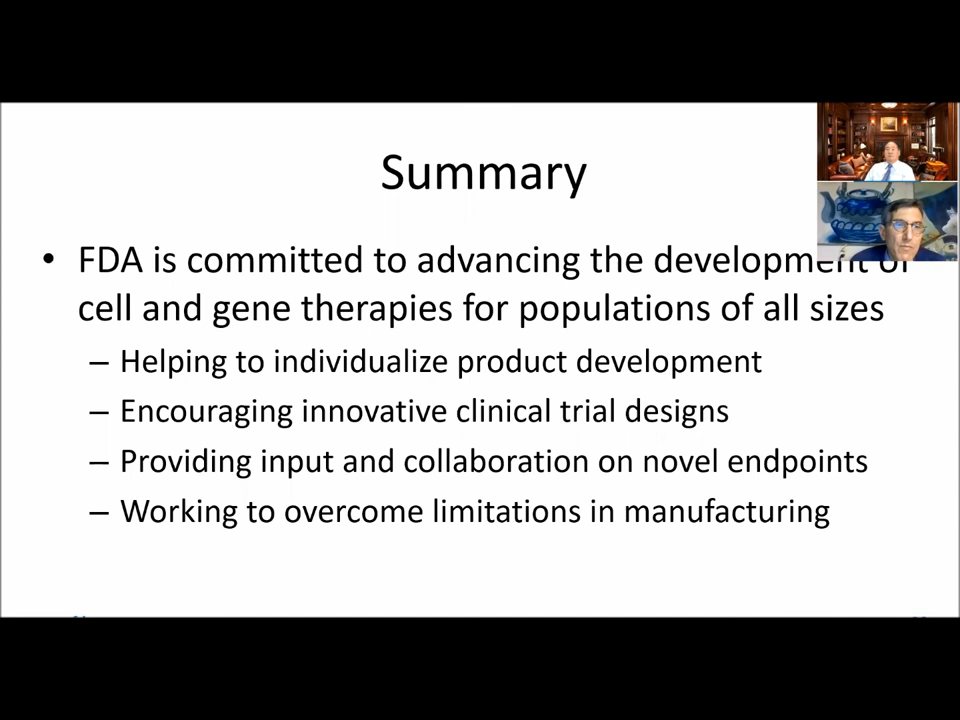 Summary
• FDA is committed to advancing the development of
cell and gene therapies for populations of all sizes
– Helping to individualize product development
– Encouraging innovative clinical trial designs
– Providing input and collaboration on novel endpoints
– Working to overcome limitations in manufacturing